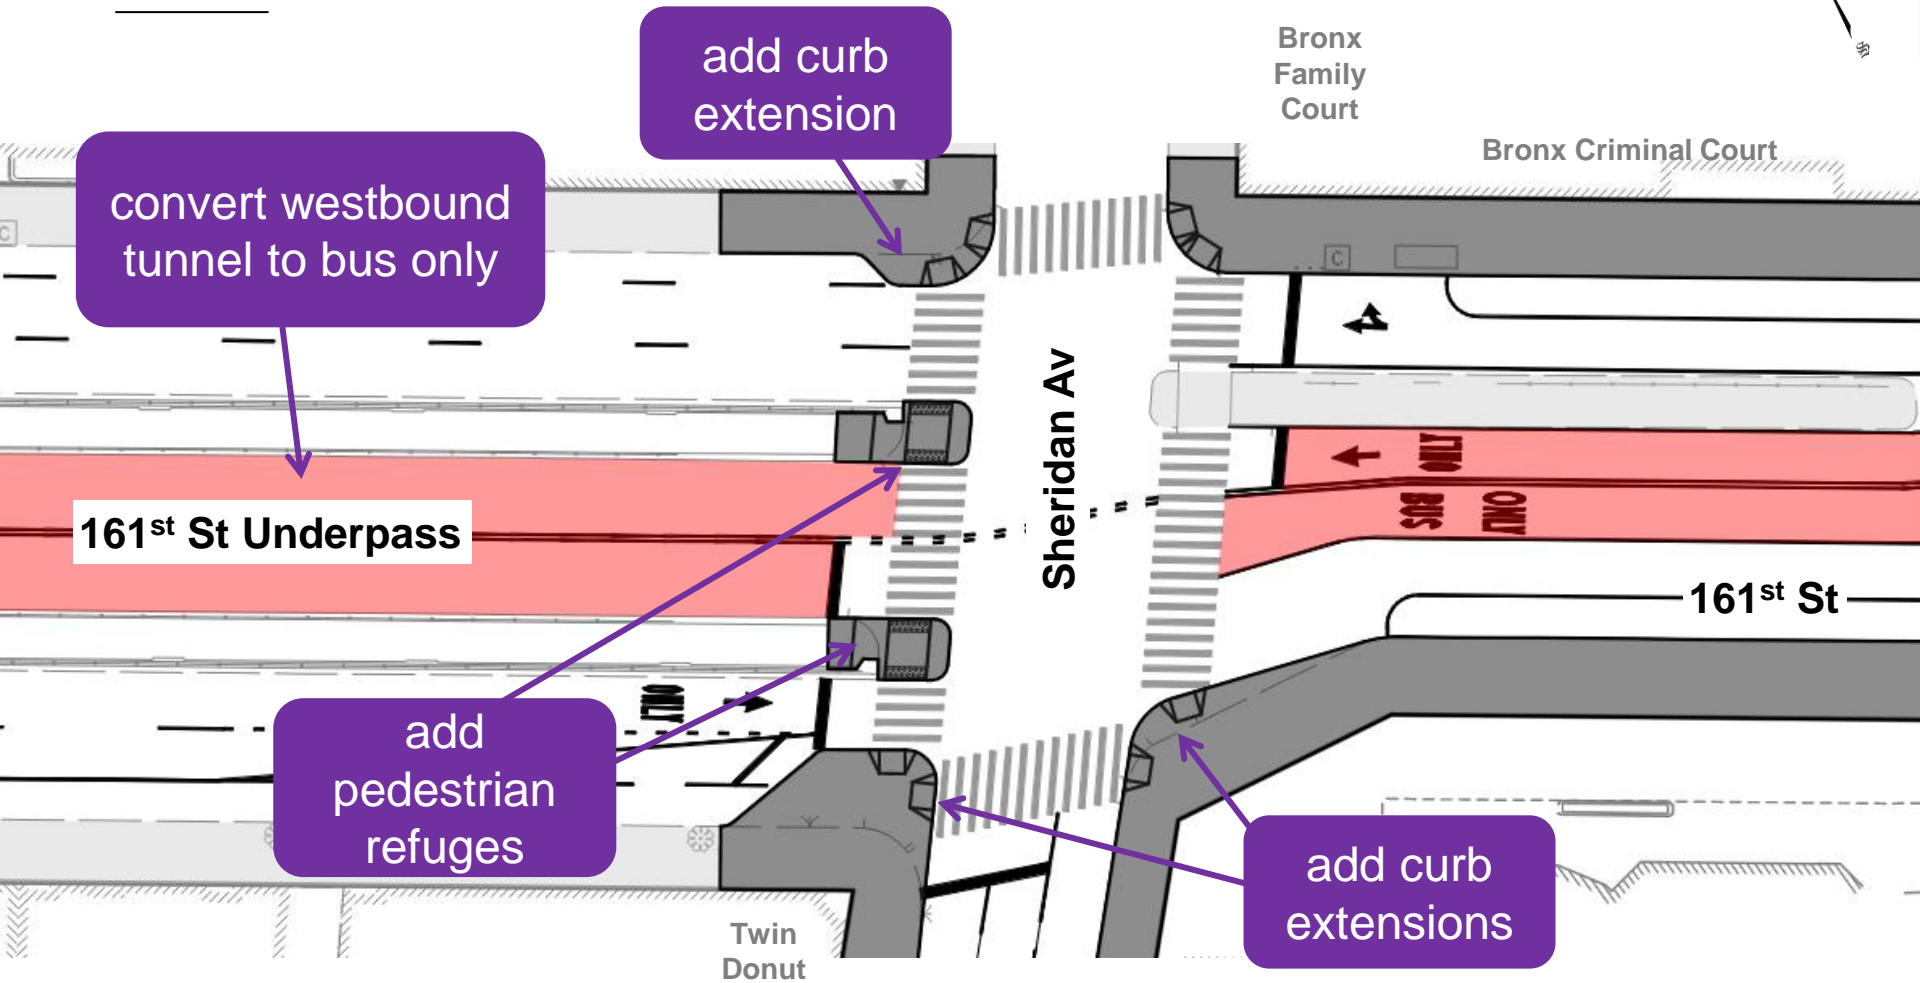 add curb
extension
Bronx
Family
Court
Bronx Criminal Court
convert westbound
tunnel to bus only
C
C
Sheridan Av
ONLY
BUS
ONLY
161st St Underpass
161st St
ONLY
add
pedestrian
refuges
add curb
extensions
Twin
Donut